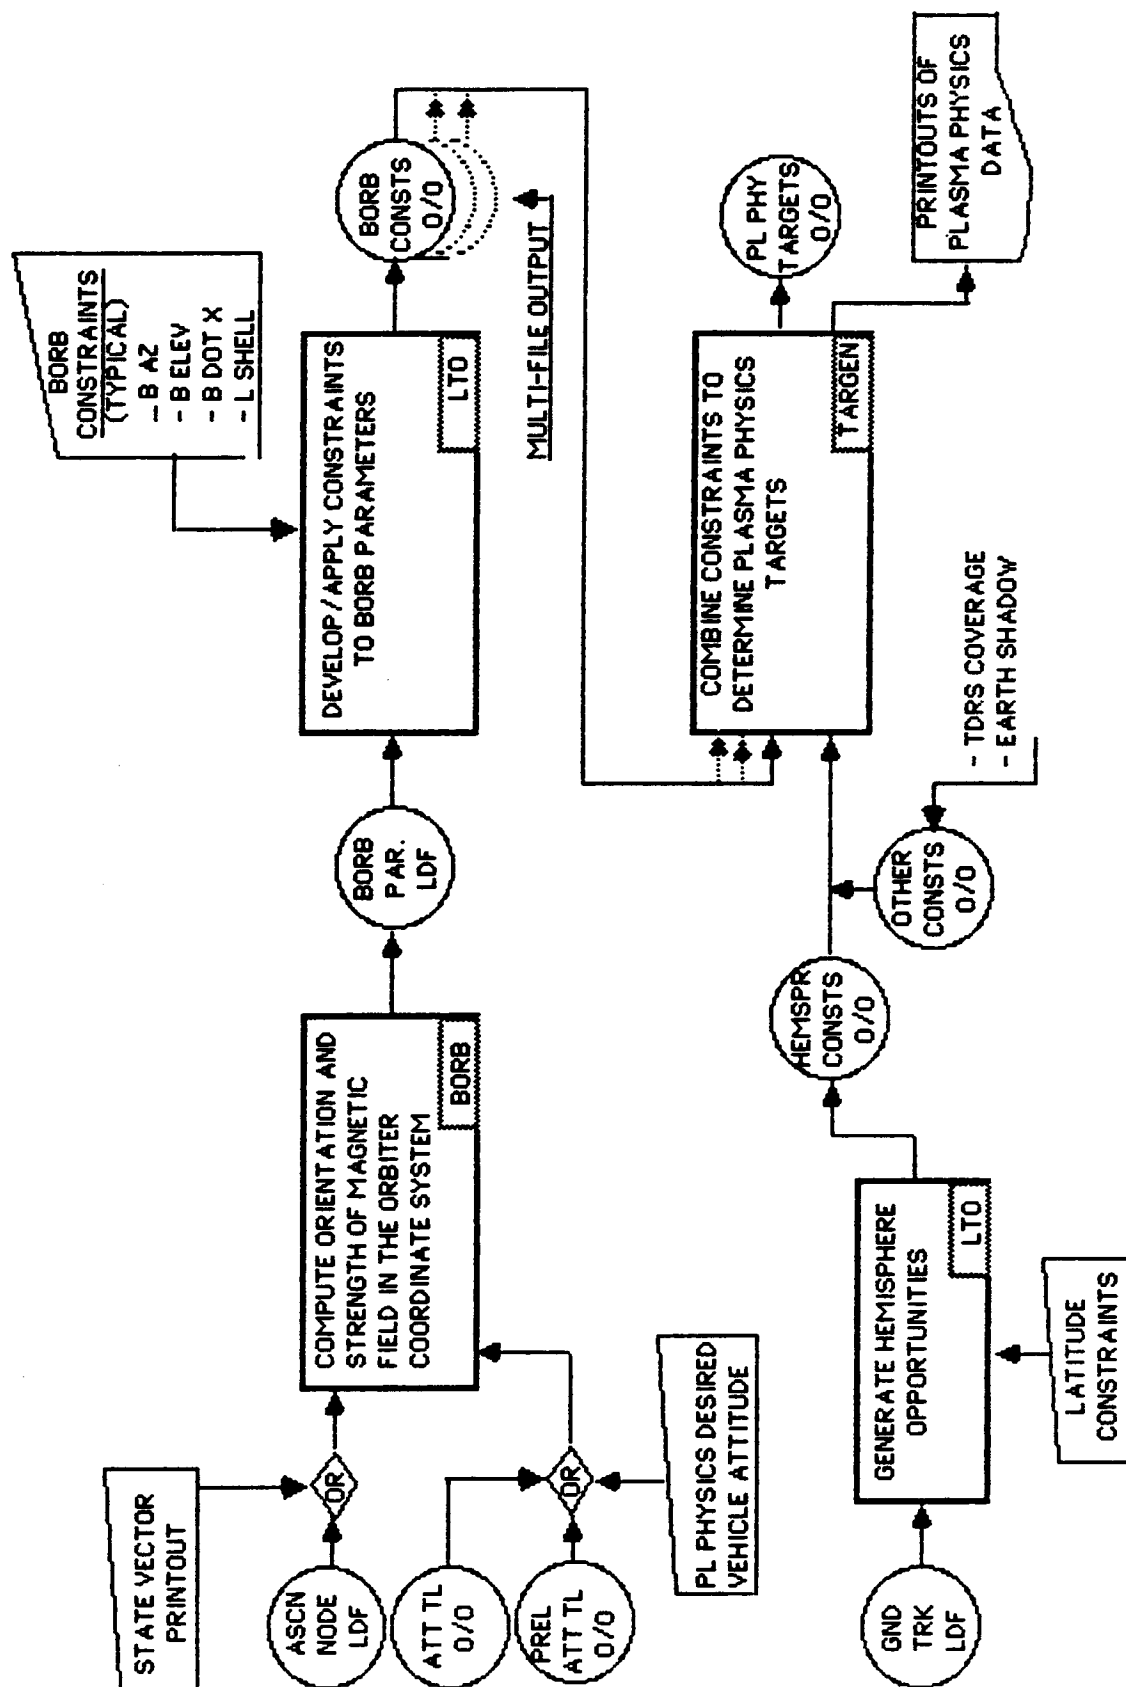 STATE VECTOR
PRINTOUT
ASCN
NODE
LDF
OR
ATT TL
O/O
PREL
ATT TL
O/O
OR
PL PHYSICS DESIRED
VEHICLE ATTITUDE
COMPUTE ORIENTATION AND
STRENGTH OF MAGNETIC
FIELD IN THE ORBITER
COORDINATE SYSTEM
BORB
BORB
PAR.
LDF
BORB
CONSTRAINTS
(TYPICAL)
- B AZ
- B ELEV
- B DOT X
- L SHELL
DEVELOP/APPLY CONSTRAINTS
TO BORB PARAMETERS
LTO
BORB
CONSTS
O/O
MULTI-FILE OUTPUT
GND
TRK
LDF
GENERATE HEMISPHERE
OPPORTUNITIES
LTO
LATITUDE
CONSTRAINTS
HEMSPR
CONSTS
O/O
OTHER
CONSTS
O/O
- TDRS COVERAGE
- EARTH SHADOW
COMBINE CONSTRAINTS TO
DETERMINE PLASMA PHYSICS
TARGETS
TARGEN
PL PHY
TARGETS
O/O
PRINTOUTS OF
PLASMA PHYSICS
DATA